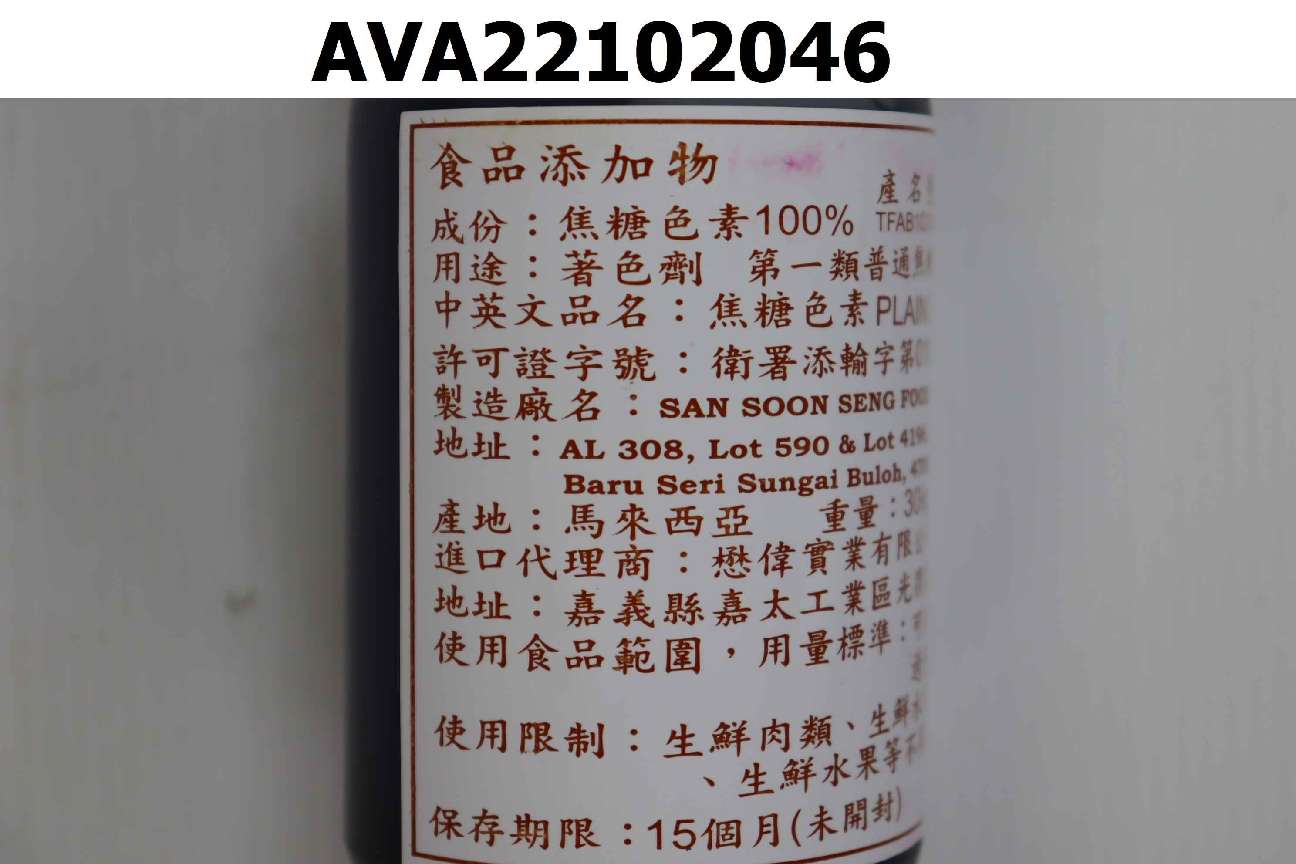 AVA22102046
食品添加物
產名
成份：焦糖色素100% TFAB10
用途：著色劑 第一類普通
中英文品名：焦糖色素PLAIN
許可證字號：衛署添輸字第
製造廠名：SAN SOON SENG FOOD
地址：AL 308, Lot 590 & Lot 4196
Baru Seri Sungai Buloh,
產地：馬來西亞 重量：
進口代理商：懋偉實業有限
地址：嘉義縣嘉太工業區光
使用食品範圍，用量標準：可
使用限制：生鮮肉類、生鮮
、生鮮水果等不
保存期限：15個月(未開封)